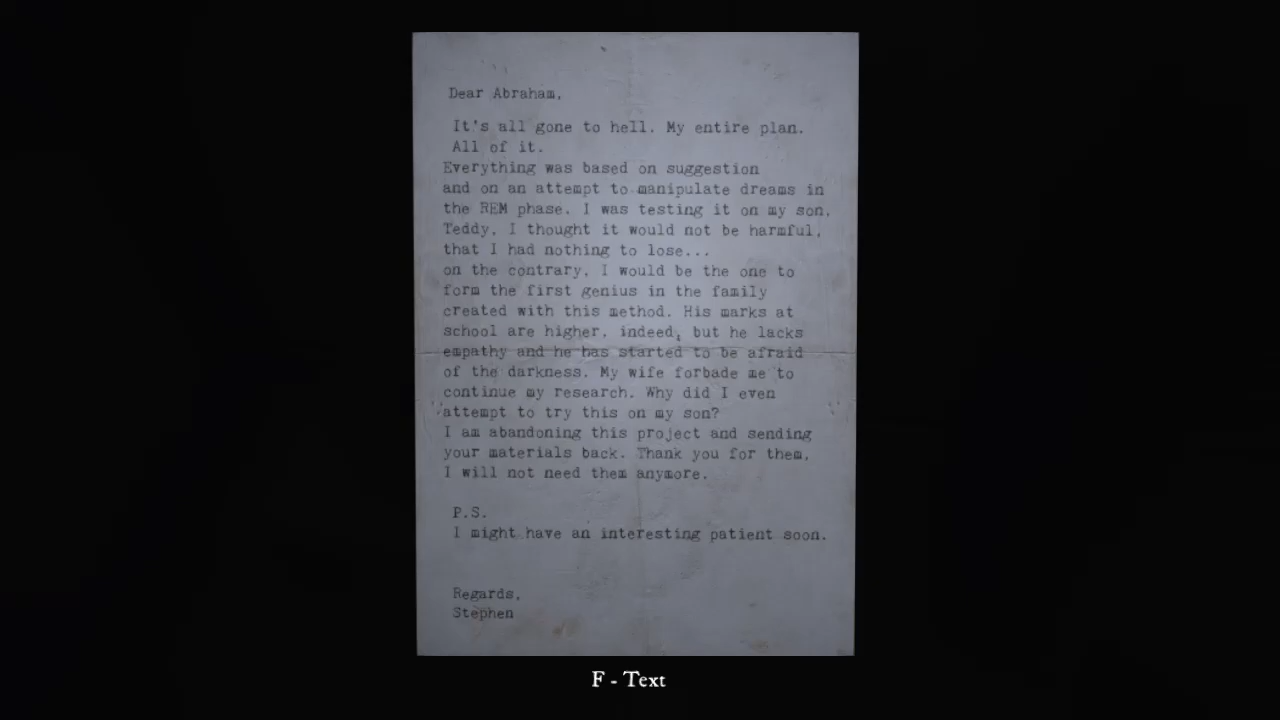 Dear Abraham,
It's all gone to hell. My entire plan.
All of it.
Everything was based on suggestion
and on an attempt to manipulate dreams in
the REM phase. I was testing it on my son,
Teddy. I thought it would not be harmful,
that I had nothing to lose...
on the contrary, I would be the one to
form the first genius in the family
created with this method. His marks at
school are higher, indeed, but he lacks
empathy and he has started to be afraid
of the darkness. My wife forbade me to
continue my research. Why did I even
attempt to try this on my son?
I am abandoning this project and sending
your materials back. Thank you for them,
I will not need them anymore.
P.S.
I might have an interesting patient soon.
Regards,
Stephen
F - Text